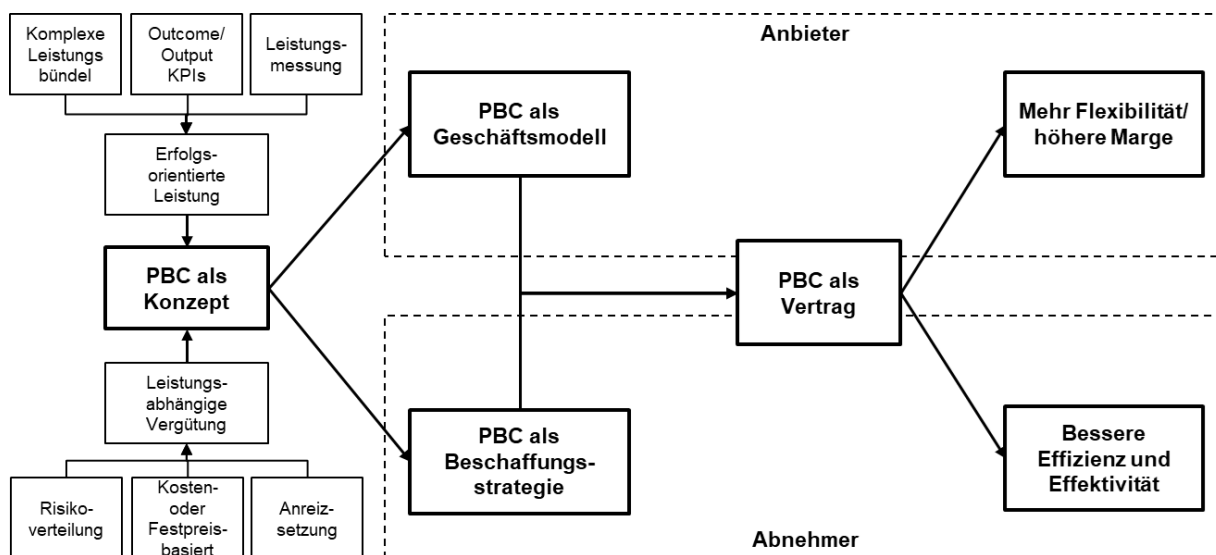 Komplexe
Leistungs
bündel
Outcome/
Output
KPIs
Leistungs-
messung
Erfolgs-
orientierte
Leistung
PBC als
Konzept
Leistungs-
abhängige
Vergütung
Risiko-
verteilung
Kosten-
oder
Festpreis-
basiert
Anreiz-
setzung
Anbieter
PBC als
Geschäftsmodell
Mehr Flexibilität/
höhere Marge
PBC als
Vertrag
PBC als
Beschaffungs-
strategie
Bessere
Effizienz und
Effektivität
Abnehmer